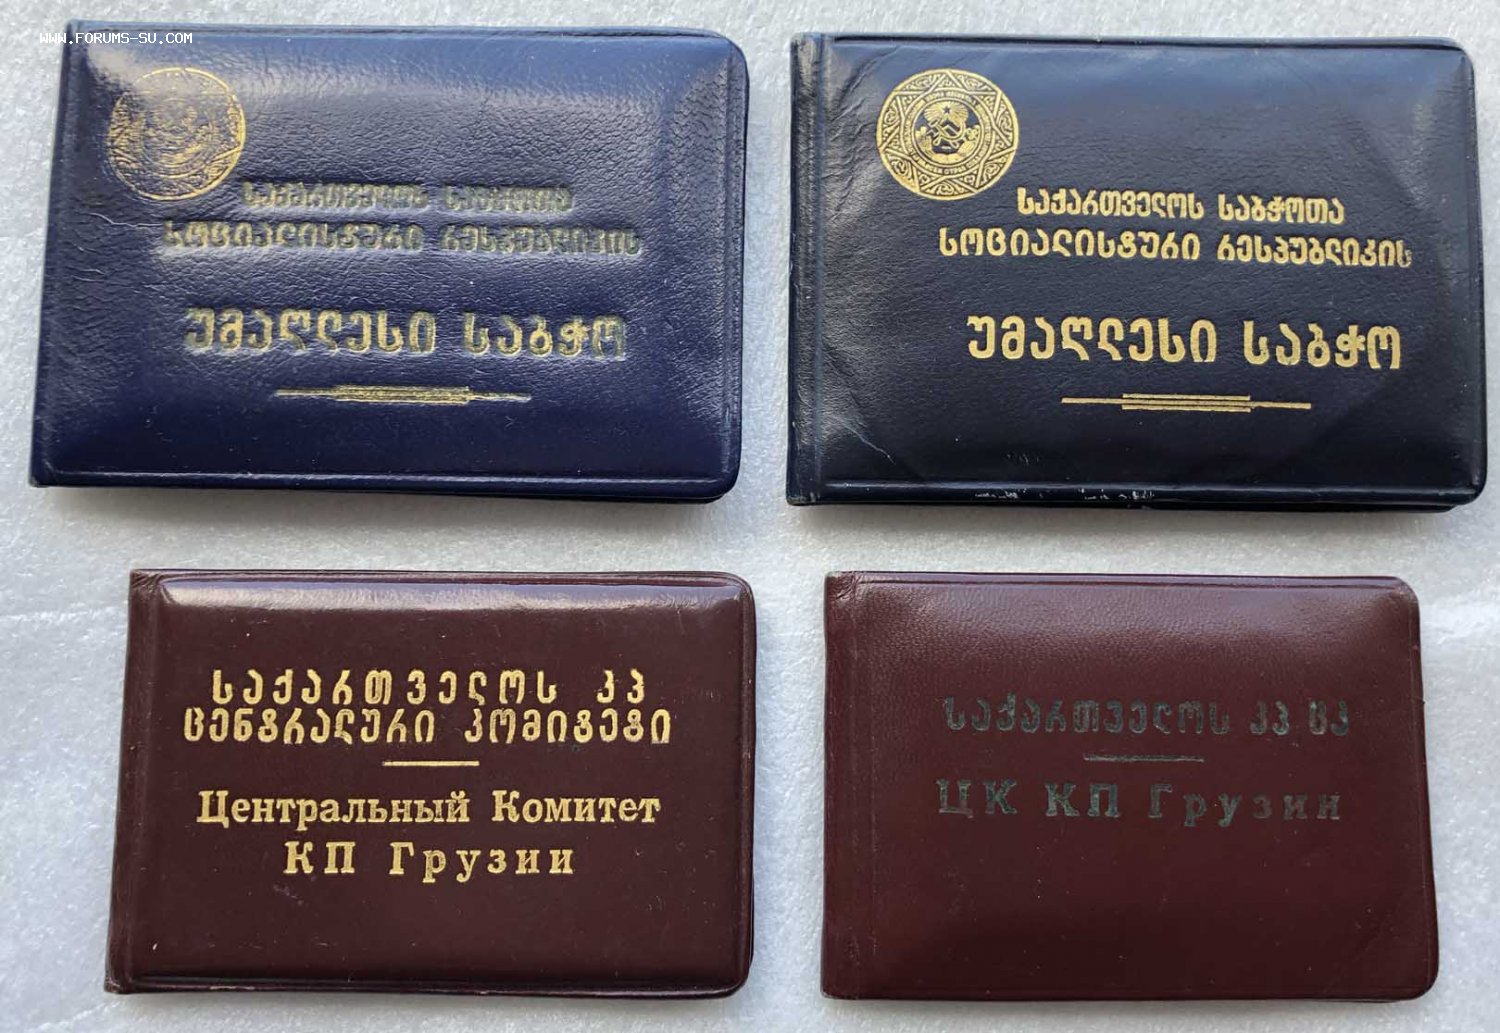 WWW.FORUMS-SU.COM
საქართველოს საბჭოთა
სოციალისტური რესპუბლიკის
უმაღლესი საბჭო
საქართველოს საბჭოთა
სოციალისტური რესპუბლიკის
უმაღლესი საბჭო
საქართველოს კპ
ცენტრალური კომიტეტი
Центральный Комитет
КП Грузии
საქართველოს კპ ცკ
ЦК КП Грузии